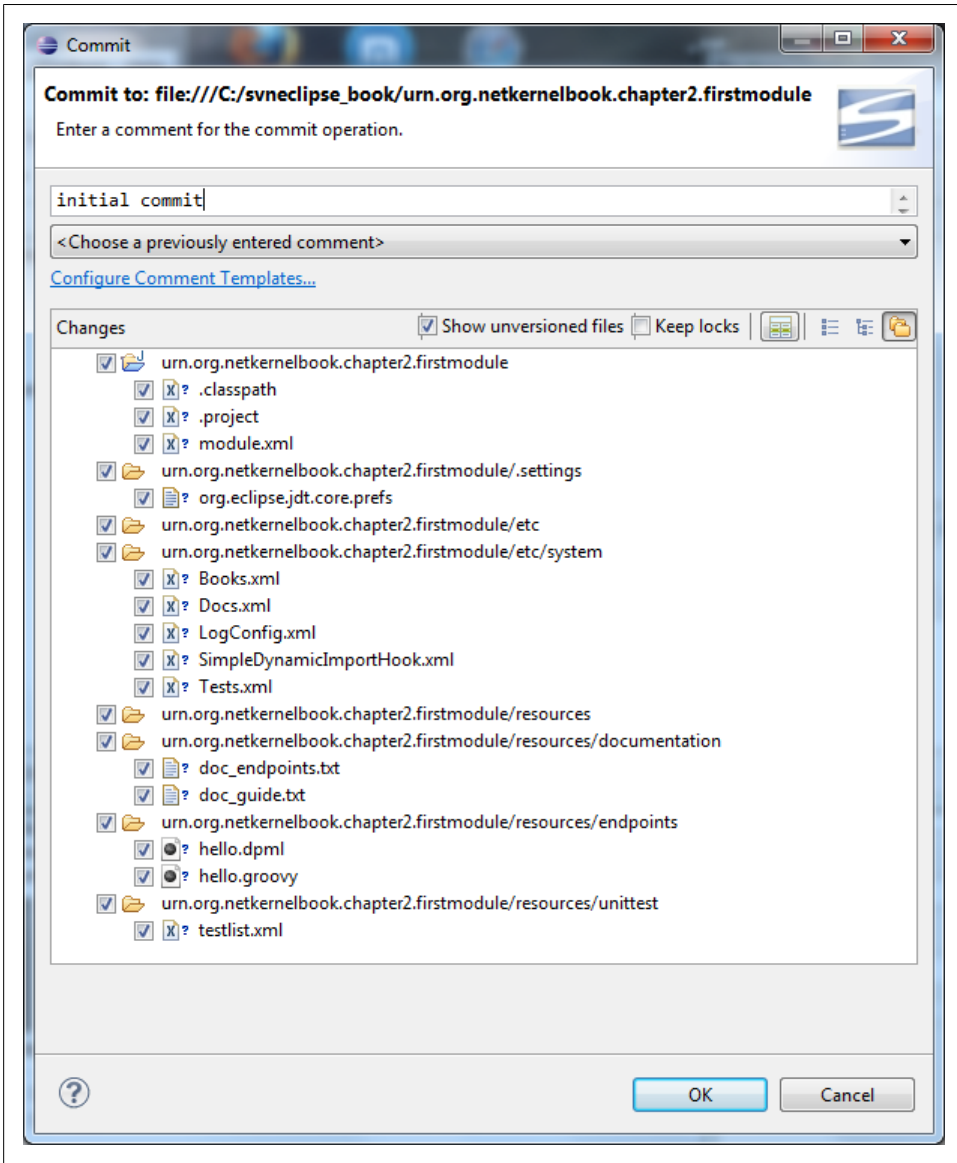 Commit
Commit to: file:///C:/svneclipse_book/urn.org.netkernelbook.chapter2.firstmodule
Enter a comment for the commit operation.
initial commit
<Choose a previously entered comment>
Configure Comment Templates...
Changes Show unversioned files Keep locks
urn.org.netkernelbook.chapter2.firstmodule
.classpath
.project
module.xml
urn.org.netkernelbook.chapter2.firstmodule/.settings
org.eclipse.jdt.core.prefs
urn.org.netkernelbook.chapter2.firstmodule/etc
urn.org.netkernelbook.chapter2.firstmodule/etc/system
Books.xml
Docs.xml
LogConfig.xml
SimpleDynamicImportHook.xml
Tests.xml
urn.org.netkernelbook.chapter2.firstmodule/resources
urn.org.netkernelbook.chapter2.firstmodule/resources/documentation
doc_endpoints.txt
doc_guide.txt
urn.org.netkernelbook.chapter2.firstmodule/resources/endpoints
hello.dpml
hello.groovy
urn.org.netkernelbook.chapter2.firstmodule/resources/unittest
testlist.xml
OK Cancel